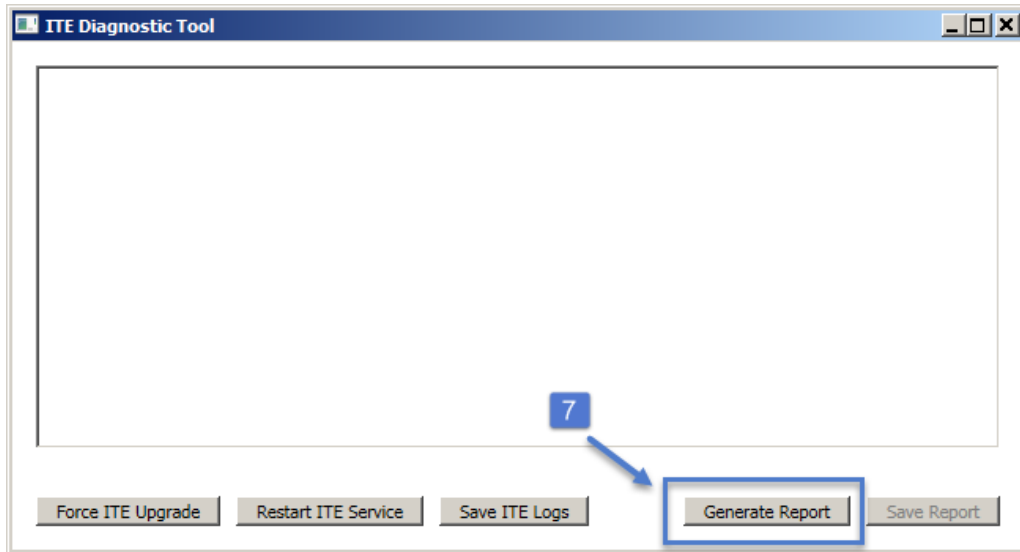 ITE Diagnostic Tool
7
Force ITE Upgrade Restart ITE Service Save ITE Logs Generate Report Save Report